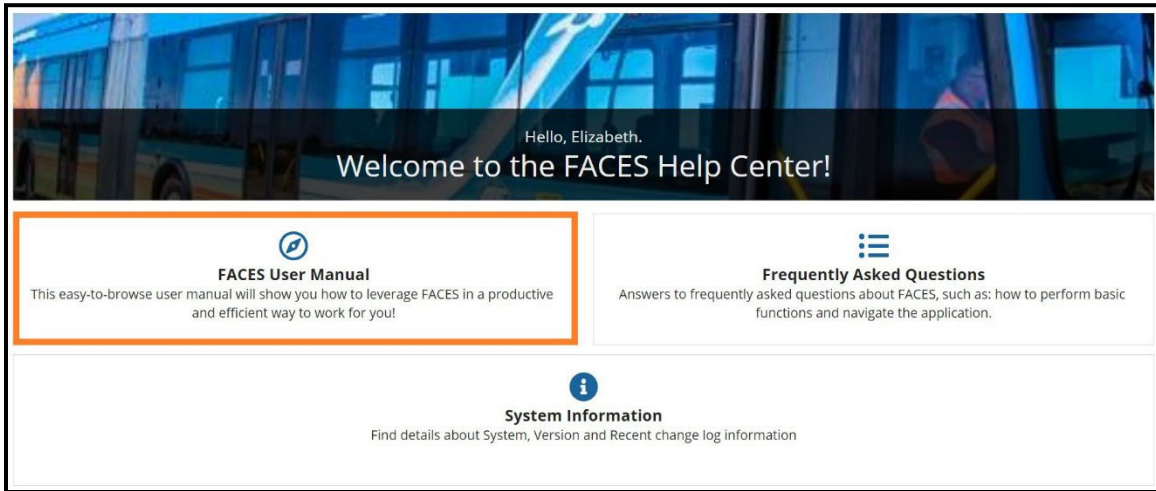 Hello, Elizabeth.
Welcome to the FACES Help Center!
FACES User Manual
This easy-to-browse user manual will show you how to leverage FACES in a productive
and efficient way to work for you!
Frequently Asked Questions
Answers to frequently asked questions about FACES, such as: how to perform basic
functions and navigate the application.
System Information
Find details about System, Version and Recent change log information